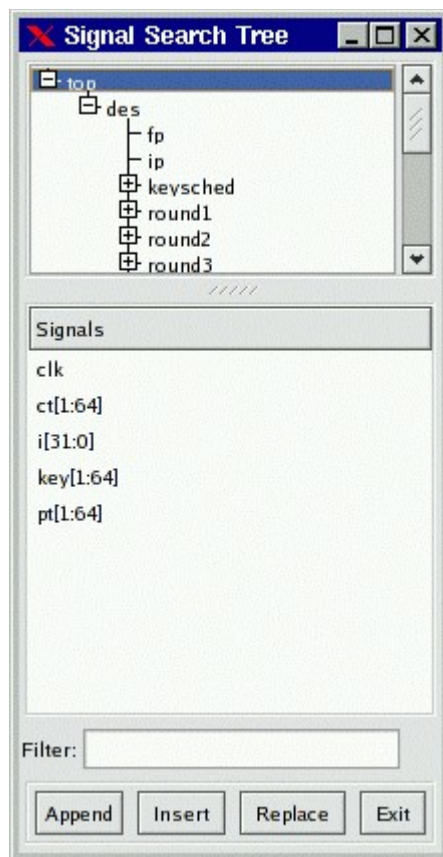 Signal Search Tree
top
des
fp
ip
keysched
round1
round2
round3
Signals
clk
ct[1:64]
i[31:0]
key[1:64]
pt[1:64]
Filter:
Append Insert Replace Exit